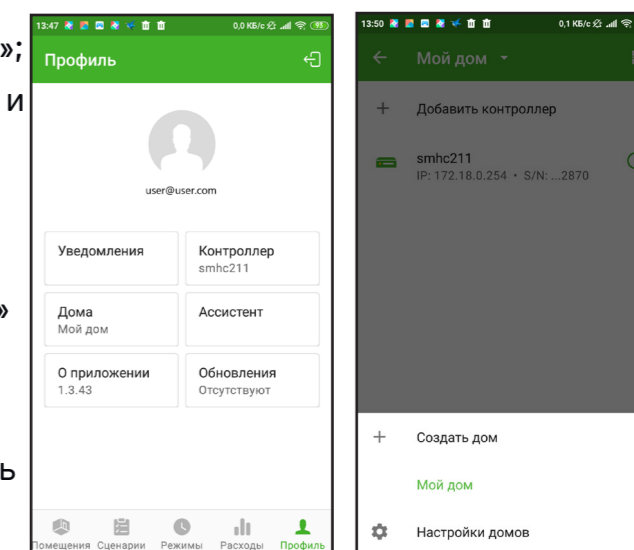 »;
и
»
ь
13:47 0,0 КБ/с 95
Профиль
user@user.com
Уведомления
Контроллер
smhc211
Дома
Мой дом
Ассистент
О приложении
1.3.43
Обновления
Отсутствуют
Помещения Сценарии Режимы Расходы Профиль
13:50 0,1 КБ/с
Мой дом
Добавить контроллер
smhc211
IP: 172.18.0.254 • S/N: ...2870
Создать дом
Мой дом
Настройки домов